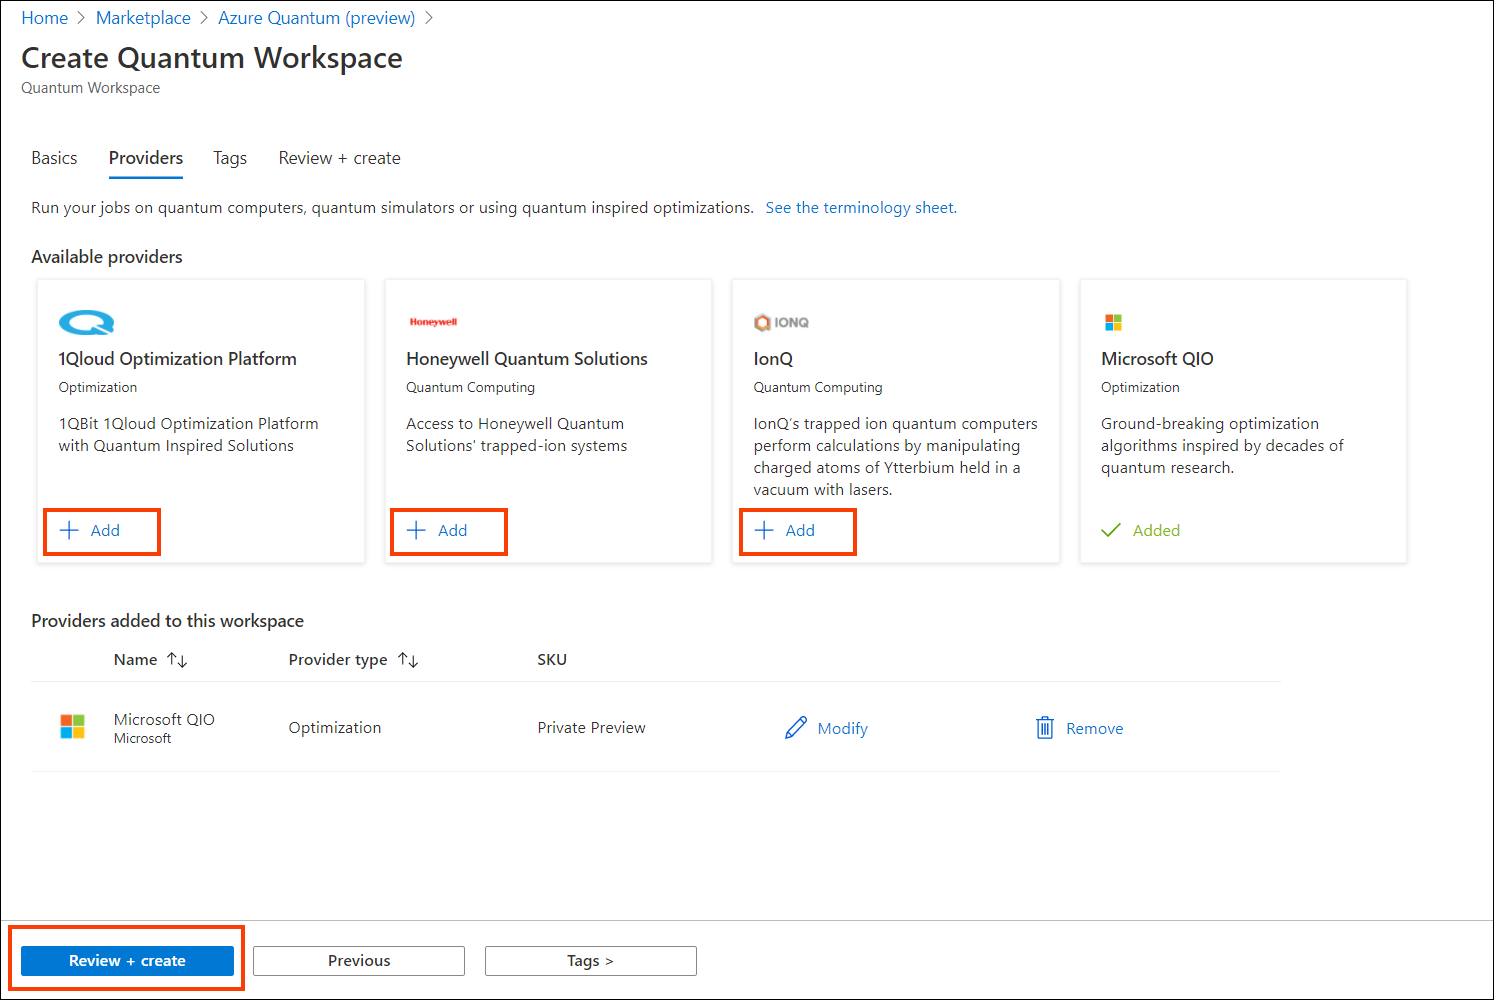 Home > Marketplace > Azure Quantum (preview) >
Create Quantum Workspace
Quantum Workspace
Basics Providers Tags Review + create
Run your jobs on quantum computers, quantum simulators or using quantum inspired optimizations. See the terminology sheet.
Available providers
1Qloud Optimization Platform
Optimization
1QBit 1Qloud Optimization Platform
with Quantum Inspired Solutions
+ Add
Honeywell
Honeywell Quantum Solutions
Quantum Computing
Access to Honeywell Quantum
Solutions' trapped-ion systems
+ Add
IONQ
IonQ
Quantum Computing
IonQ's trapped ion quantum computers
perform calculations by manipulating
charged atoms of Ytterbium held in a
vacuum with lasers.
+ Add
Microsoft QIO
Optimization
Ground-breaking optimization
algorithms inspired by decades of
quantum research.
Added
Providers added to this workspace
Name Provider type SKU
Microsoft QIO
Microsoft
Optimization Private Preview Modify Remove
Review + create Previous Tags >